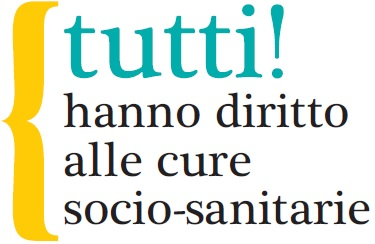 {tutti!
hanno diritto
alle cure
socio-sanitarie